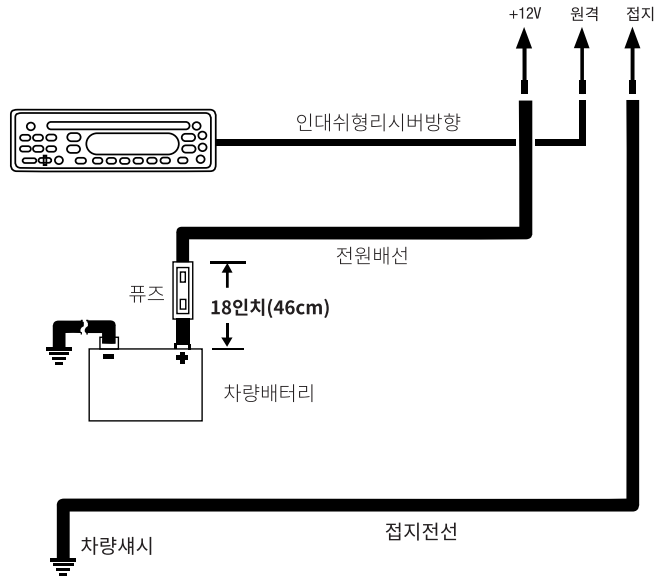 +12V
원격
접지
인대쉬형리시버방향
전원배선
퓨즈
18인치(46cm)
차량배터리
접지전선
차량섀시